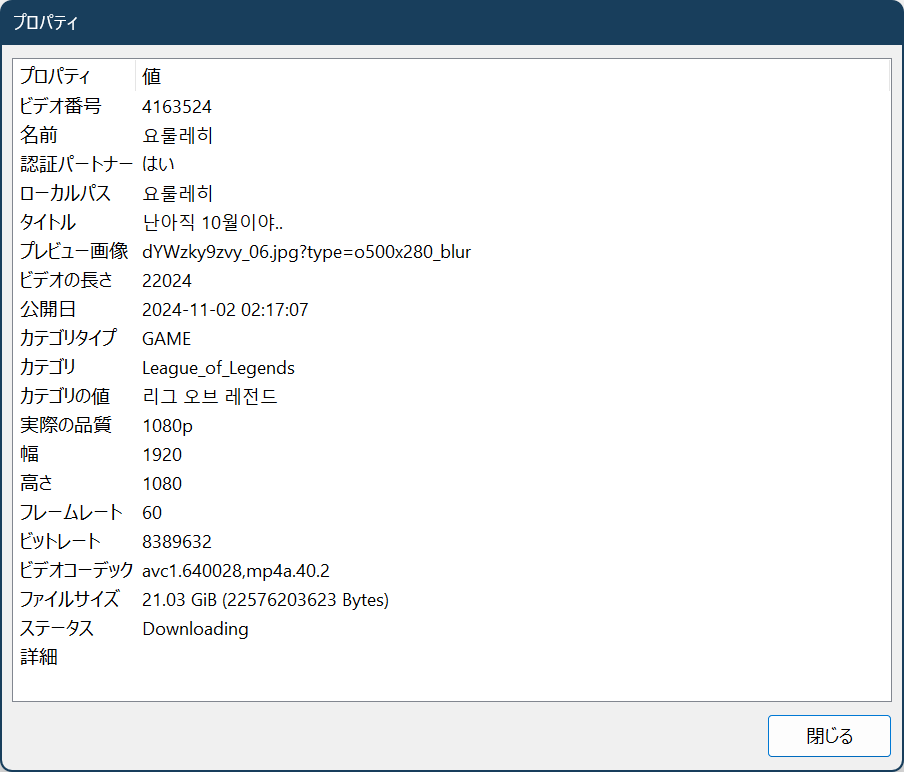 プロパティ
プロパティ 値
ビデオ番号 4163524
名前 요룰레히
認証パートナー はい
ローカルパス 요룰레히
タイトル 난아직 10월이야..
プレビュー画像 dYWzky9zvy_06.jpg?type=o500x280_blur
ビデオの長さ 22024
公開日 2024-11-02 02:17:07
カテゴリタイプ GAME
カテゴリ League_of_Legends
カテゴリの値 리그 오브 레전드
実際の品質 1080p
幅 1920
高さ 1080
フレームレート 60
ビットレート 8389632
ビデオコーデック avc1.640028,mp4a.40.2
ファイルサイズ 21.03 GiB (22576203623 Bytes)
ステータス Downloading
詳細
閉じる